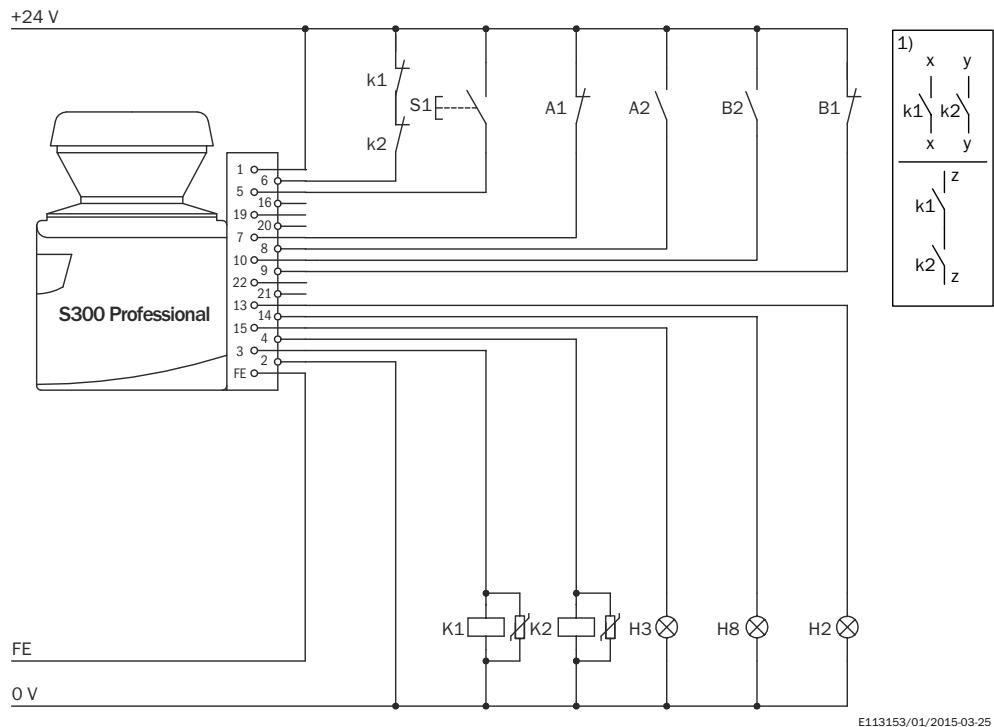 +24 V
1)
x y
k1 k2
x y
z
k1
k2
z
k1
k2
S1
A1
A2
B2
B1
1
6
5
16
19
20
7
8
10
9
22
21
13
14
15
4
3
2
FE
S300 Professional
K1
K2
H3
H8
H2
FE
0 V
E113153/01/2015-03-25